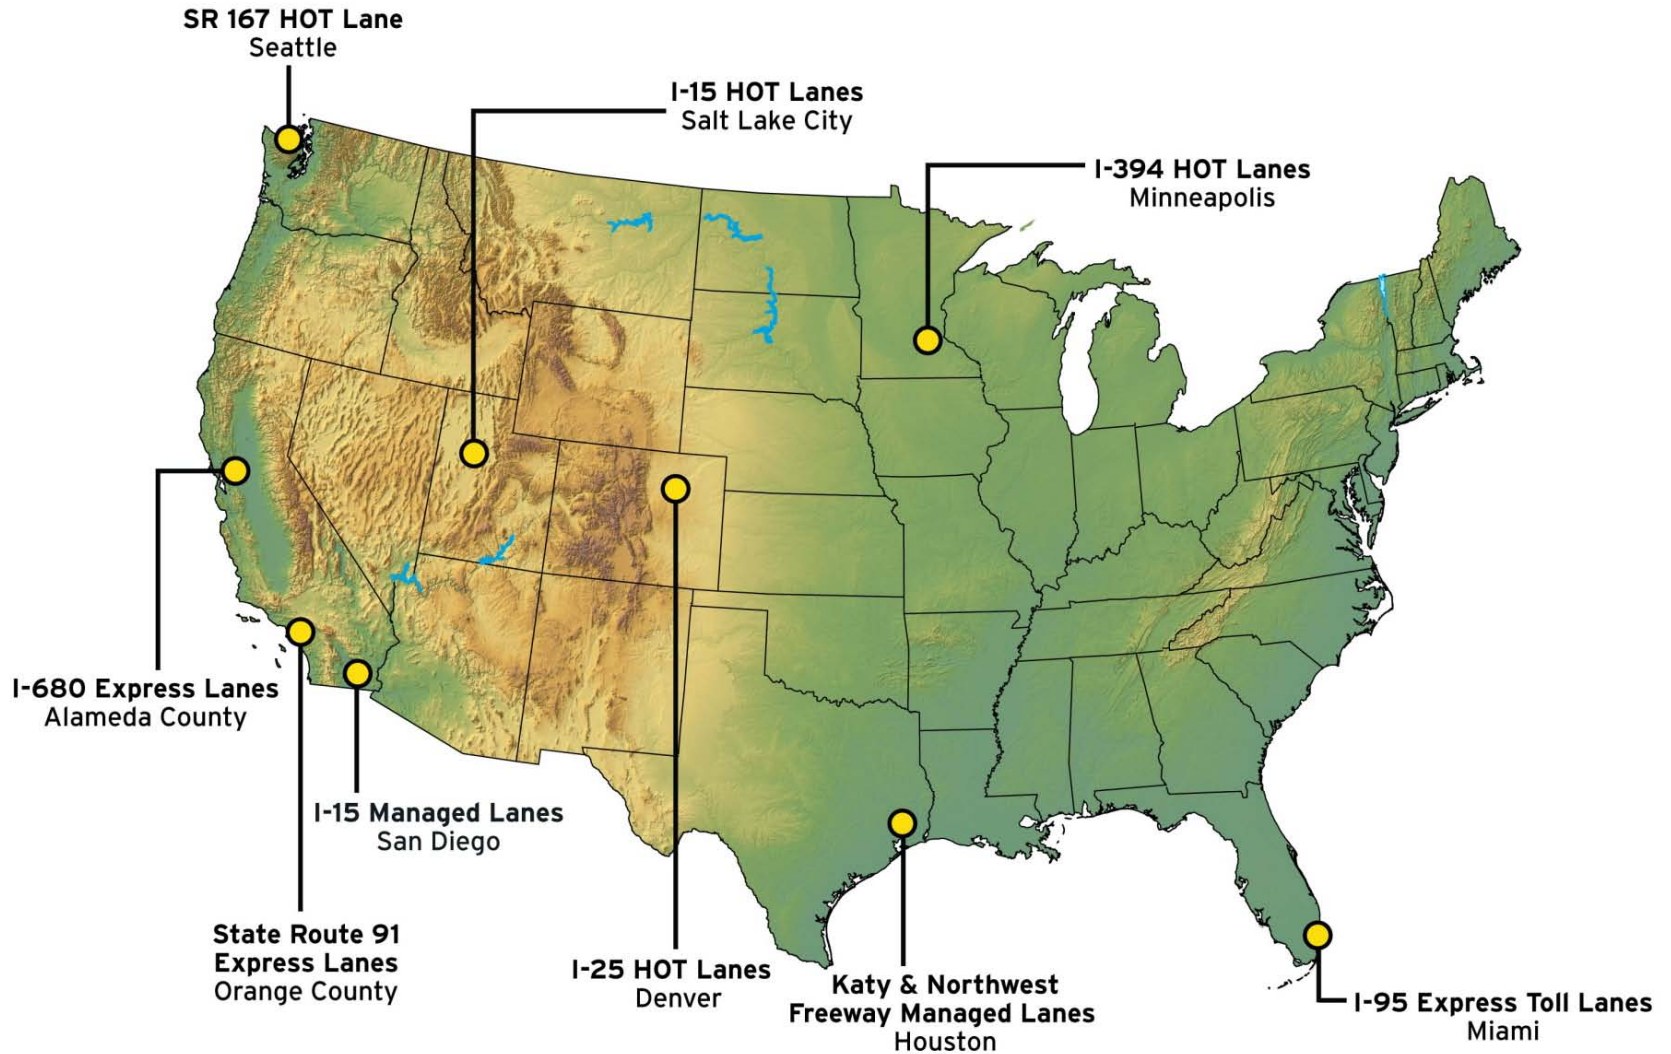 SR 167 HOT Lane
Seattle
I-15 HOT Lanes
Salt Lake City
I-394 HOT Lanes
Minneapolis
I-680 Express Lanes
Alameda County
I-15 Managed Lanes
San Diego
State Route 91
Express Lanes
Orange County
I-25 HOT Lanes
Denver
Katy & Northwest
Freeway Managed Lanes
Houston
I-95 Express Toll Lanes
Miami